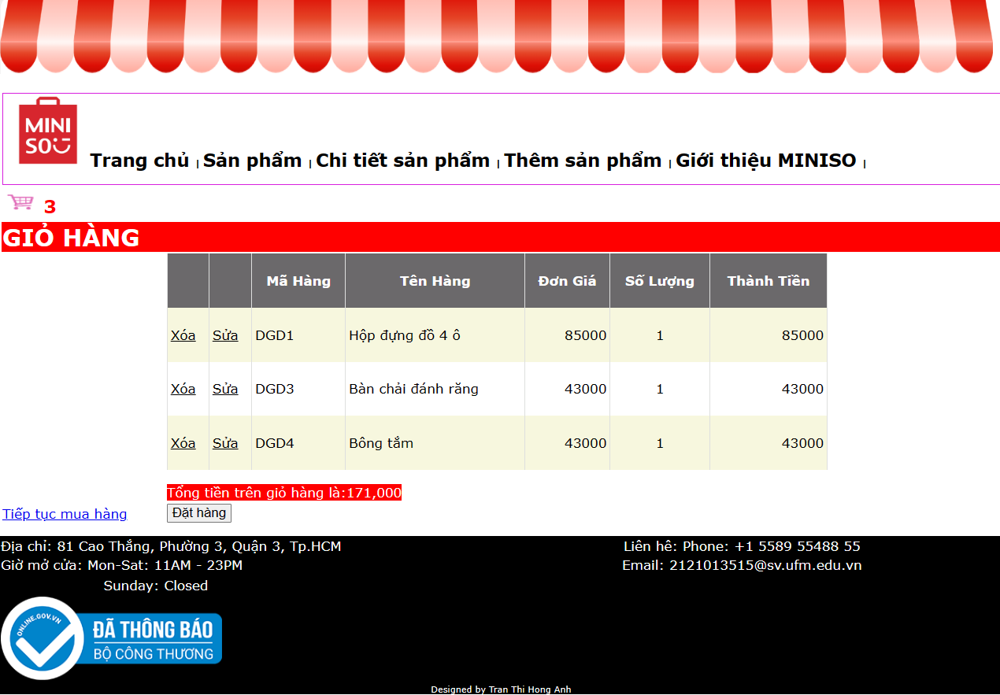 MINI
SO
Trang chủ | Sản phẩm | Chi tiết sản phẩm | Thêm sản phẩm | Giới thiệu MINISO |
3
GIỎ HÀNG
Mã Hàng Tên Hàng Đơn Giá Số Lượng Thành Tiền
Xóa Sửa DGD1 Hộp đựng đồ 4 ô 85000 1 85000
Xóa Sửa DGD3 Bàn chải đánh răng 43000 1 43000
Xóa Sửa DGD4 Bông tắm 43000 1 43000
Tổng tiền trên giỏ hàng là:171,000
Tiếp tục mua hàng Đặt hàng
Địa chỉ: 81 Cao Thắng, Phường 3, Quận 3, Tp.HCM Liên hê: Phone: +1 5589 55488 55
Giờ mở cửa: Mon-Sat: 11AM - 23PM Email: 2121013515@sv.ufm.edu.vn
Sunday: Closed
ONLINE.GOV.VN
ĐÃ THÔNG BÁO
BỘ CÔNG THƯƠNG
Designed by Tran Thi Hong Anh